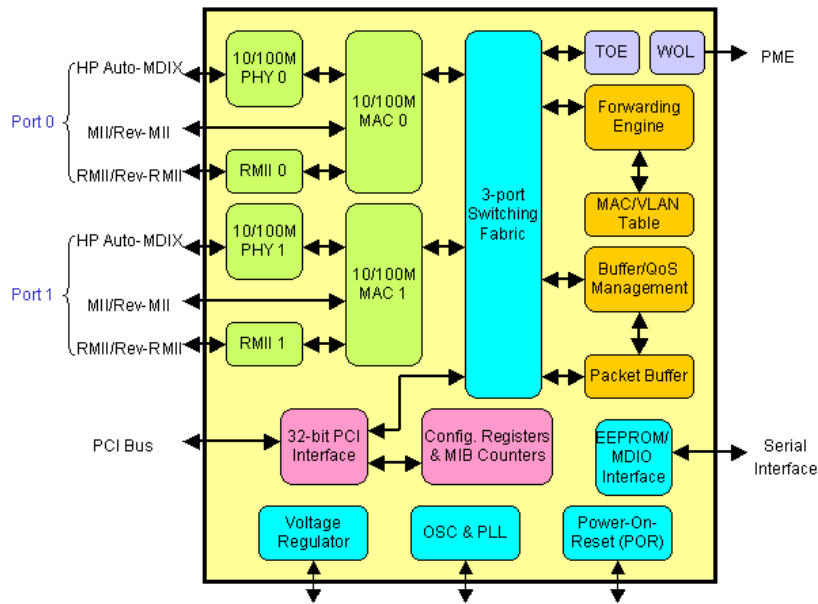 Port 0
HP Auto-MDIX
MII/Rev-MII
RMII/Rev-RMII
10/100M
PHY 0
RMII 0
10/100M
MAC 0
Port 1
HP Auto-MDIX
MII/Rev-MII
RMII/Rev-RMII
10/100M
PHY 1
RMII 1
10/100M
MAC 1
3-port
Switching
Fabric
TOE
WOL
PME
Forwarding
Engine
MAC/VLAN
Table
Buffer/QoS
Management
Packet Buffer
PCI Bus
32-bit PCI
Interface
Config. Registers
& MIB Counters
EEPROM/
MDIO
Interface
Serial
Interface
Voltage
Regulator
OSC & PLL
Power-On-
Reset (POR)